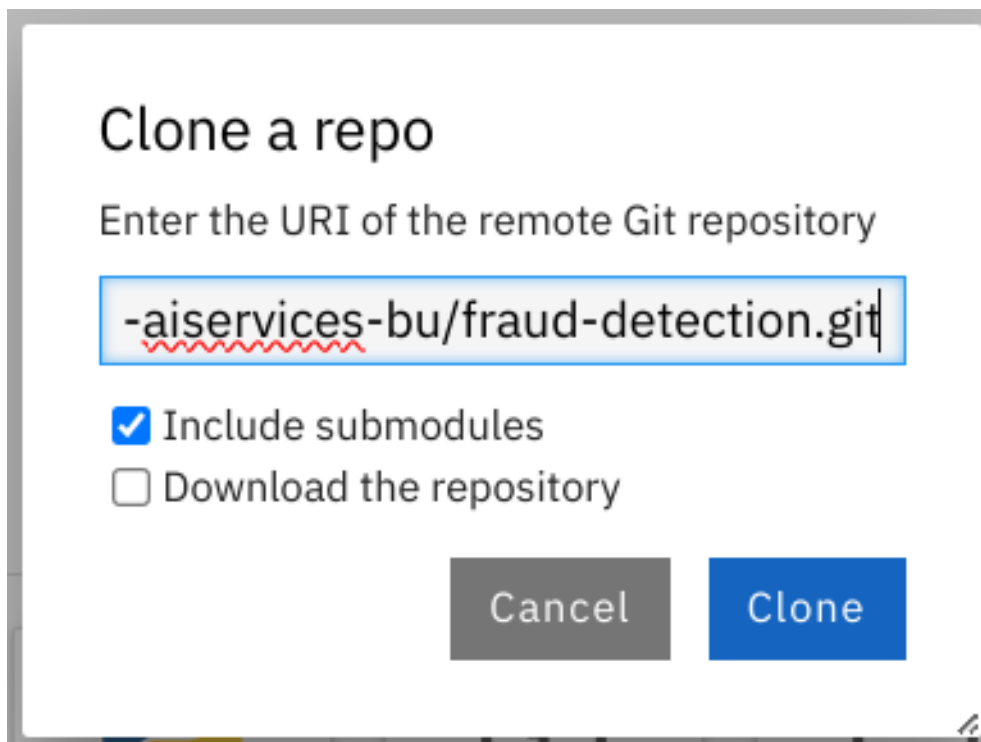 Clone a repo
Enter the URI of the remote Git repository
-aiservices-bu/fraud-detection.git
Include submodules
Download the repository
Cancel Clone